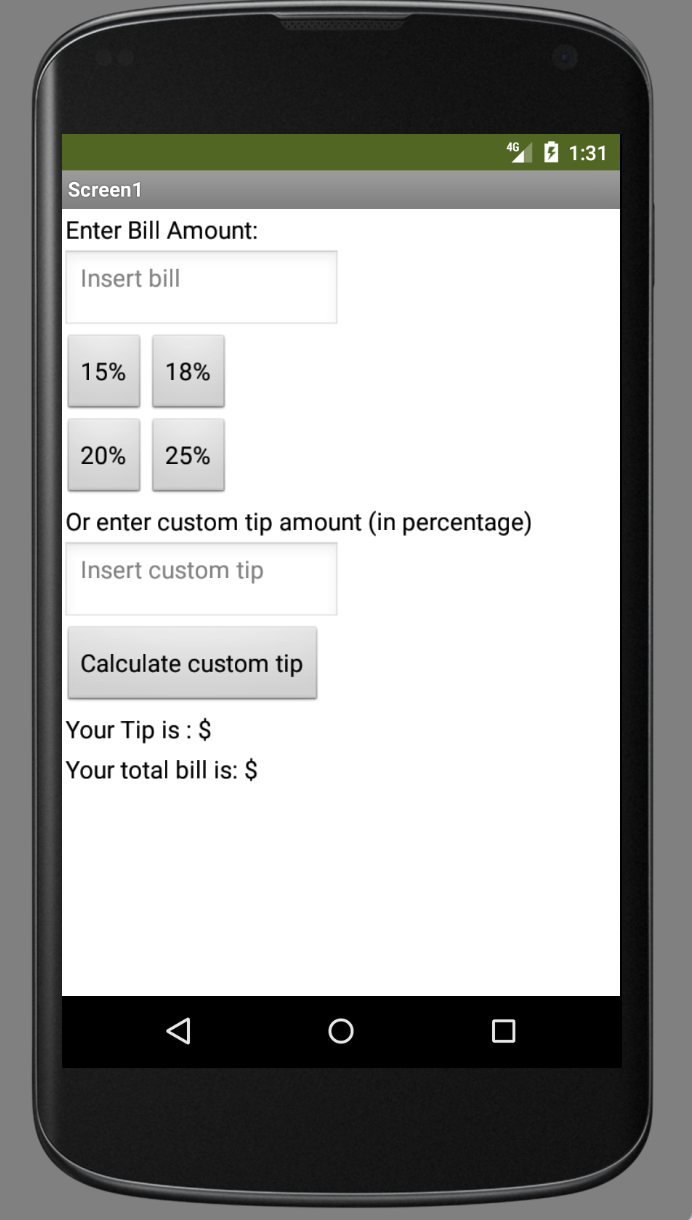 4G 1:31
Screen1
Enter Bill Amount:
Insert bill
15% 18%
20% 25%
Or enter custom tip amount (in percentage)
Insert custom tip
Calculate custom tip
Your Tip is : $
Your total bill is: $